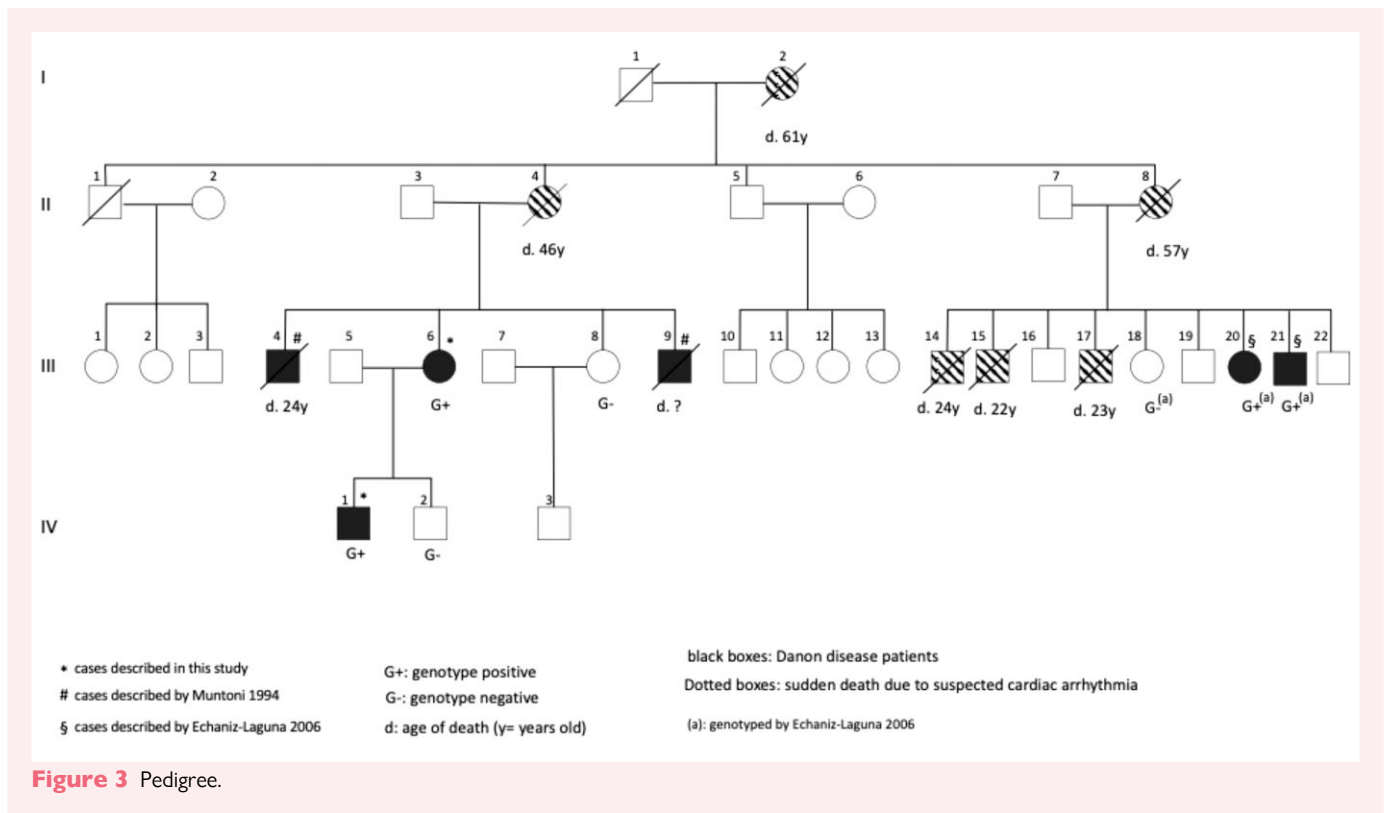 1 2
I
d. 61y
1 2 3 4 5 6 7 8
II
d. 46y d. 57y
1 2 3 4 # 5 6 * 7 8 9 # 10 11 12 13 14 15 16 17 18 19 20 § 21 § 22
III
d. 24y G+ G- d. ? d. 24y d. 22y d. 23y G-(a) G+(a) G+(a)
1 * 2 3
IV
G+ G-
* cases described in this study
# cases described by Muntoni 1994
§ cases described by Echaniz-Laguna 2006
G+: genotype positive
G-: genotype negative
d: age of death (y= years old)
black boxes: Danon disease patients
Dotted boxes: sudden death due to suspected cardiac arrhythmia
(a): genotyped by Echaniz-Laguna 2006
Figure 3 Pedigree.